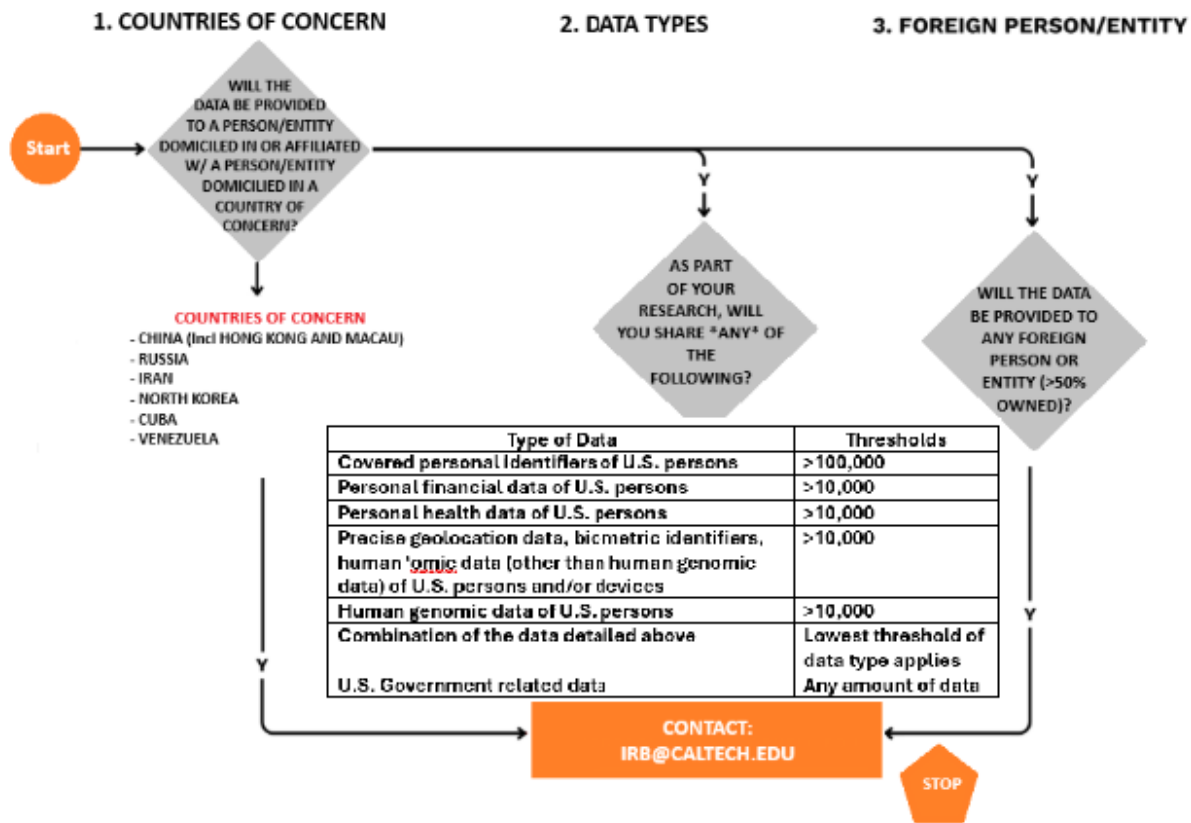 1. COUNTRIES OF CONCERN
2. DATA TYPES
3. FOREIGN PERSON/ENTITY
Start
WILL THE
DATA BE PROVIDED
TO A PERSON/ENTITY
DOMICILED IN OR AFFILIATED
W/ A PERSON/ENTITY
DOMICILIED IN A
COUNTRY OF
CONCERN?
Y
Y
AS PART
OF YOUR
RESEARCH, WILL
YOU SHARE *ANY* OF
THE
FOLLOWING?
WILL THE DATA
BE PROVIDED TO
ANY FOREIGN
PERSON OR
ENTITY (>50%
OWNED)?
COUNTRIES OF CONCERN
- CHINA (Incl HONG KONG AND MACAU)
- RUSSIA
- IRAN
- NORTH KOREA
- CUBA
- VENEZUELA
Type of Data Thresholds
Covered personal identifiers of U.S. persons >100,000
Personal financial data of U.S. persons >10,000
Personal health data of U.S. persons >10,000
Precise geolocation data, biometric identifiers, >10,000
human 'omic data (other than human genomic
data) of U.S. persons and/or devices
Human genomic data of U.S. persons >10,000
Combination of the data detailed above Lowest threshold of
data type applies
U.S. Government related data Any amount of data
Y
Y
CONTACT:
IRB@CALTECH.EDU
STOP